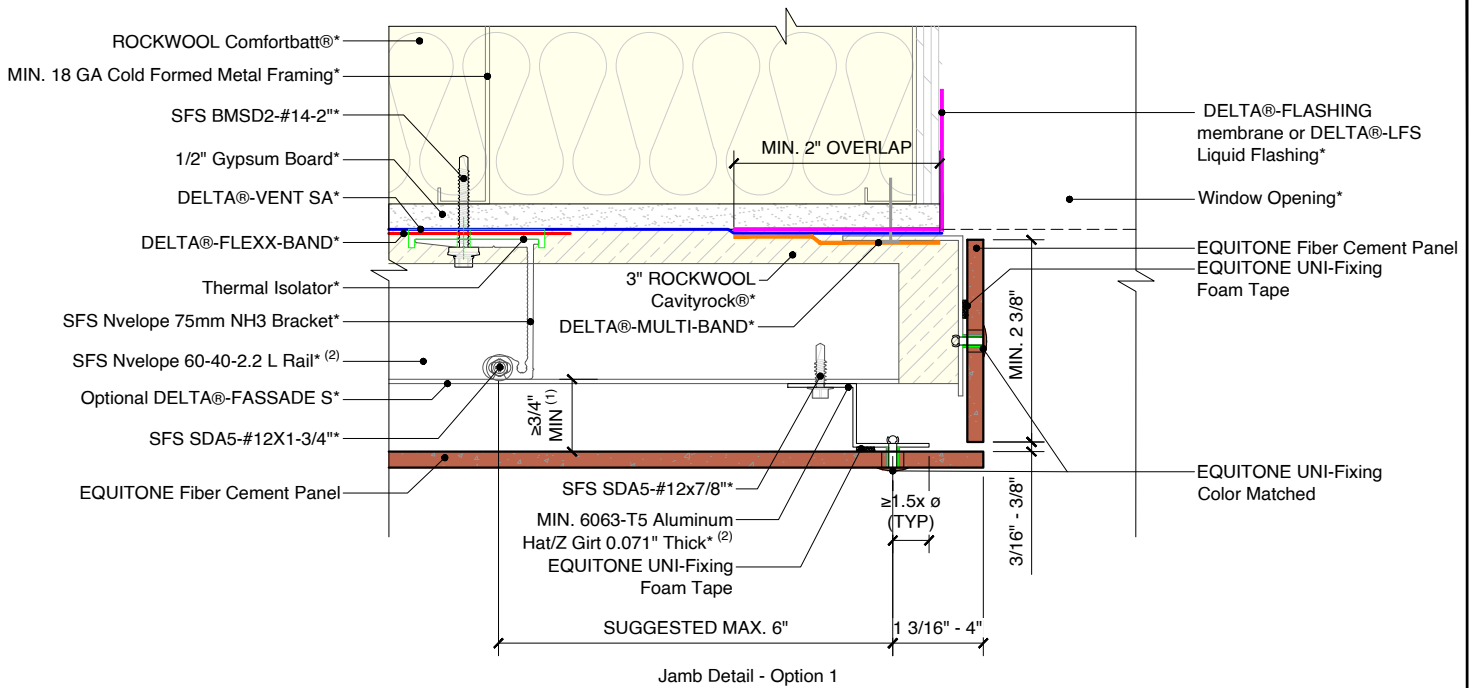 ROCKWOOL Comfortbatt®*
MIN. 18 GA Cold Formed Metal Framing*
SFS BMSD2-#14-2"*
1/2" Gypsum Board*
DELTA®-VENT SA*
DELTA®-FLEXX-BAND*
Thermal Isolator*
SFS Nvelope 75mm NH3 Bracket*
SFS Nvelope 60-40-2.2 L Rail* (2)
Optional DELTA®-FASSADE S*
SFS SDA5-#12X1-3/4"*
EQUITONE Fiber Cement Panel
MIN. 2" OVERLAP
3" ROCKWOOL
Cavityrock®*
DELTA®-MULTI-BAND*
≥3/4"
MIN (1)
SFS SDA5-#12x7/8"*
MIN. 6063-T5 Aluminum
Hat/Z Girt 0.071" Thick* (2)
EQUITONE UNI-Fixing
Foam Tape
≥1.5x ø
(TYP)
DELTA®-FLASHING
membrane or DELTA®-LFS
Liquid Flashing*
Window Opening*
EQUITONE Fiber Cement Panel
EQUITONE UNI-Fixing
Foam Tape
MIN. 2 3/8"
3/16" - 3/8"
EQUITONE UNI-Fixing
Color Matched
SUGGESTED MAX. 6"
1 3/16" - 4"
Jamb Detail - Option 1